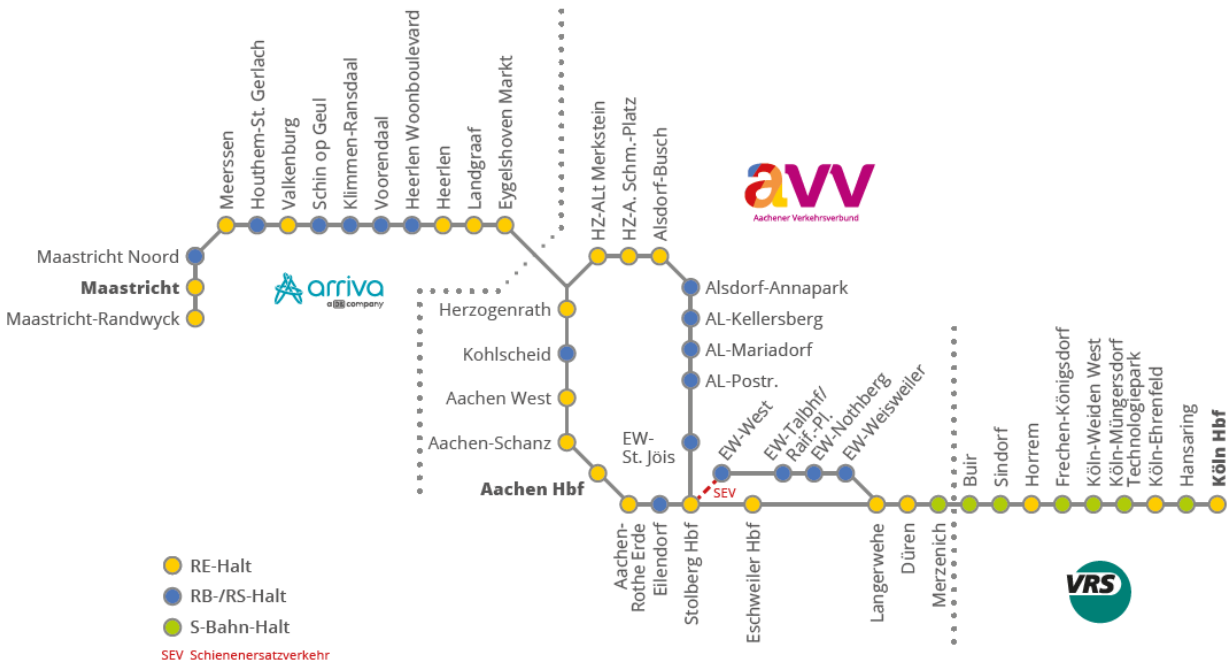 Meerssen
Houthem-St. Gerlach
Valkenburg
Schin op Geul
Klimmen-Ransdaal
Voorendaal
Heerlen Woonboulevard
Heerlen
Landgraaf
Eygelshoven Markt
HZ-ALt Merkstein
HZ-A. Schm.-Platz
Alsdorf-Busch
avv
Aachener Verkehrsverbund
Maastricht Noord
Maastricht
Maastricht-Randwyck
arriva
a DB company
Herzogenrath
Kohlscheid
Aachen West
Aachen-Schanz
Aachen Hbf
Alsdorf-Annapark
AL-Kellersberg
AL-Mariadorf
AL-Postr.
EW-
St. Jöis
EW-West
EW-Talbhf/
Raif.-Pl.
EW-Nothberg
EW-Weisweiler
SEV
Aachen-
Rothe Erde
Eilendorf
Stolberg Hbf
Eschweiler Hbf
Langerwehe
Düren
Merzenich
Buir
Sindorf
Horrem
Frechen-Königsdorf
Köln-Weiden West
Köln-Müngersdorf
Technologiepark
Köln-Ehrenfeld
Hansaring
Köln Hbf
RE-Halt
RB-/RS-Halt
S-Bahn-Halt
SEV Schienenersatzverkehr
VRS